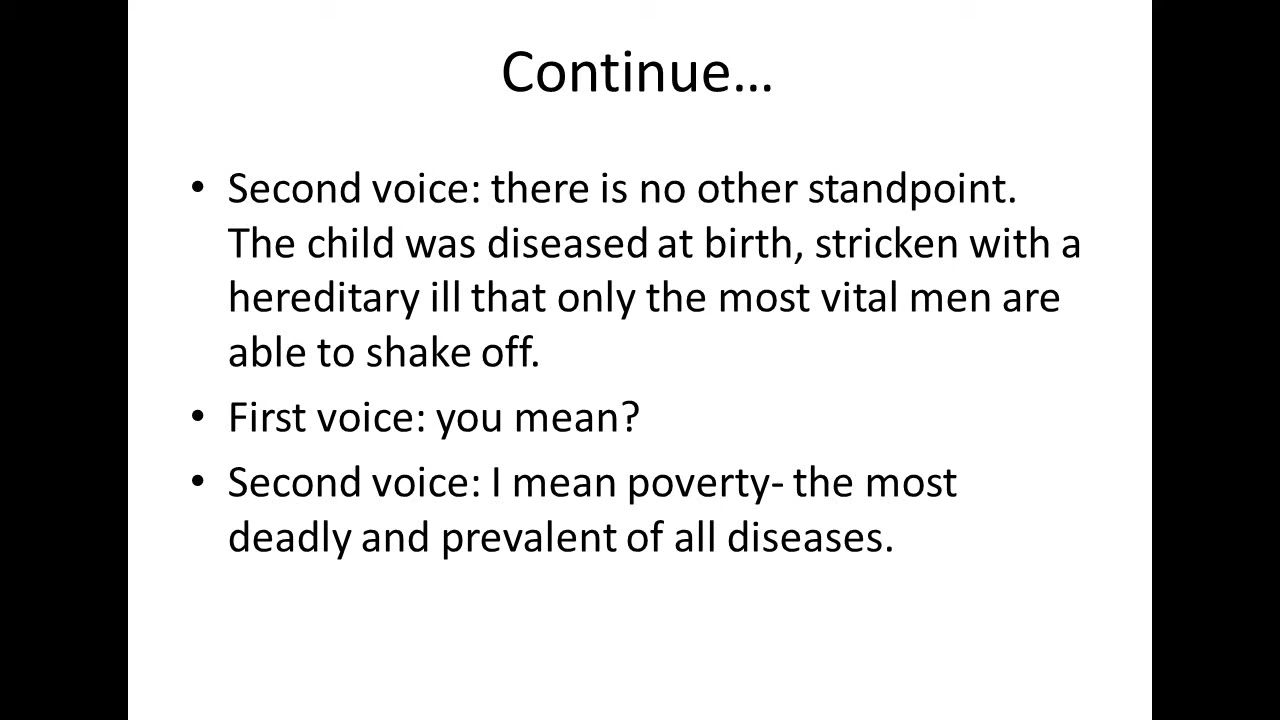 Continue…
• Second voice: there is no other standpoint.
The child was diseased at birth, stricken with a
hereditary ill that only the most vital men are
able to shake off.
• First voice: you mean?
• Second voice: I mean poverty- the most
deadly and prevalent of all diseases.